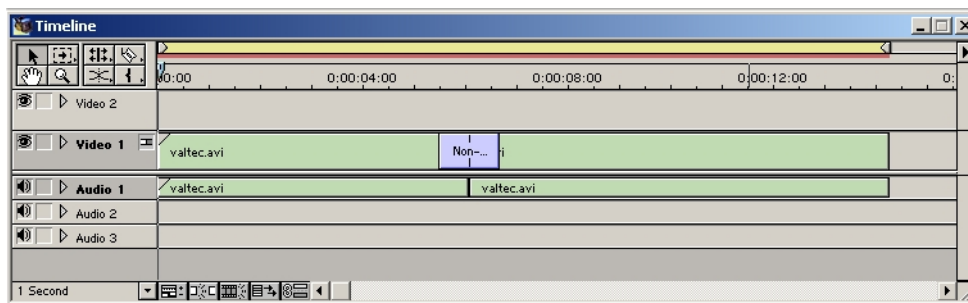 Timeline
0:00 0:00:04:00 0:00:08:00 0;00:12:00 0:
Video 2
Video 1 valtec.avi Non-... i
Audio 1 valtec.avi valtec.avi
Audio 2
Audio 3
1 Second